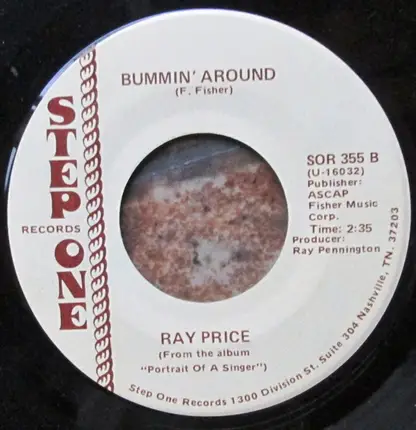 BUMMIN' AROUND
(F. Fisher)
STEP ONE
RECORDS
SOR 355 B
(U-16032)
Publisher:
ASCAP
Fisher Music
Corp.
Time: 2:35
Producer:
Ray Pennington
RAY PRICE
(From the album
"Portrait Of A Singer")
Step One Records 1300 Division St. Suite 304 Nashville, TN. 37203